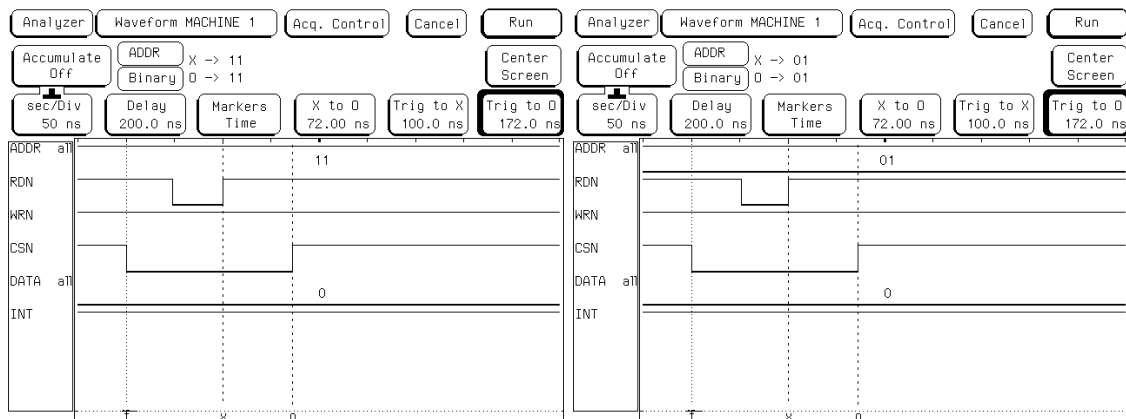 Analyzer Waveform MACHINE 1 Acq. Control Cancel Run
Accumulate Off ADDR Binary X -> 11 O -> 11 Center Screen
sec/Div 50 ns Delay 200.0 ns Markers Time X to O 72.00 ns Trig to X 100.0 ns Trig to O 172.0 ns
ADDR all 11
RDN
WRN
CSN
DATA all 0
INT
T X O
Analyzer Waveform MACHINE 1 Acq. Control Cancel Run
Accumulate Off ADDR Binary X -> 01 O -> 01 Center Screen
sec/Div 50 ns Delay 200.0 ns Markers Time X to O 72.00 ns Trig to X 100.0 ns Trig to O 172.0 ns
ADDR all 01
RDN
WRN
CSN
DATA all 0
INT
T X O